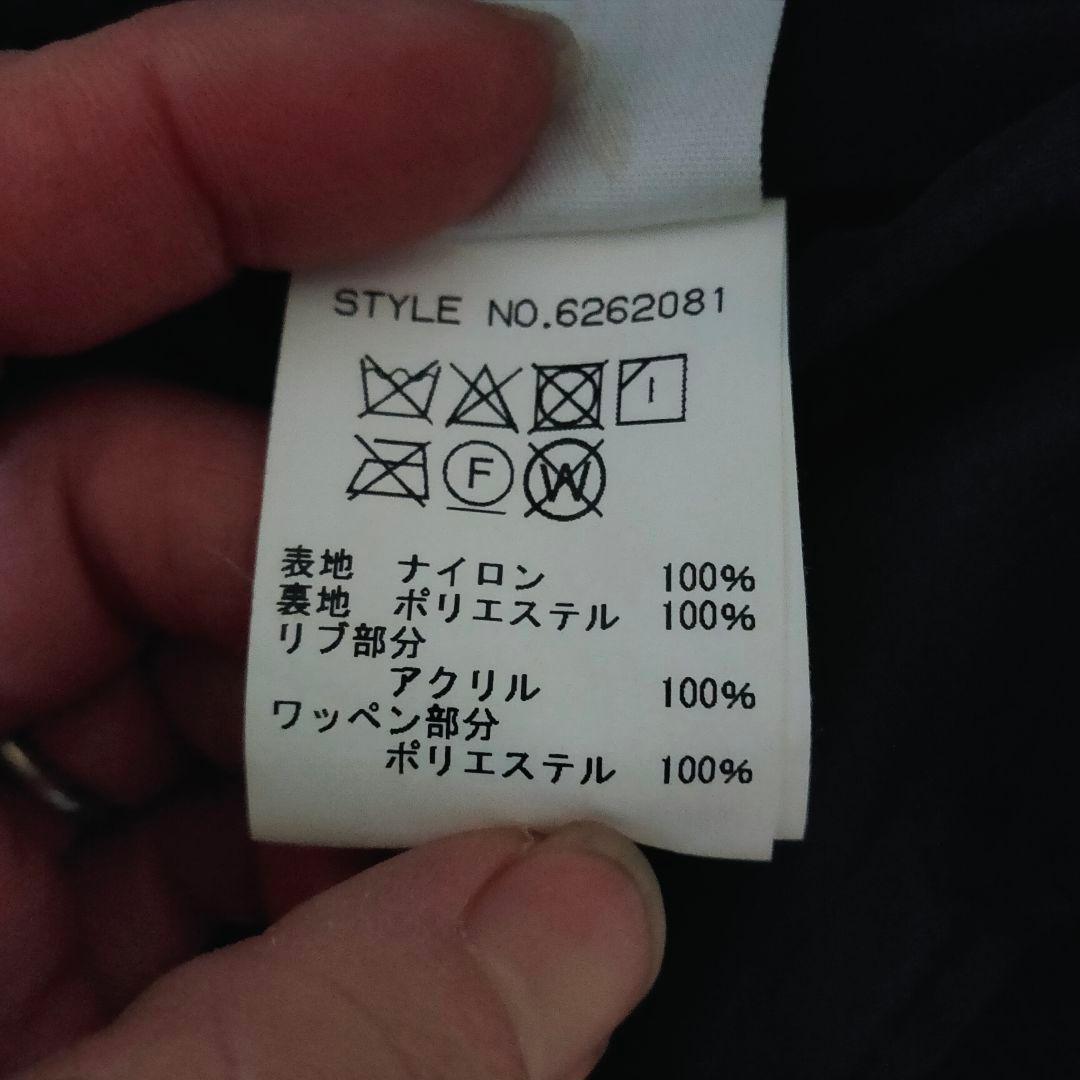 STYLE NO.6262081
F
W
表地 ナイロン 100%
裏地 ポリエステル 100%
リブ部分
アクリル 100%
ワッペン部分
ポリエステル 100%